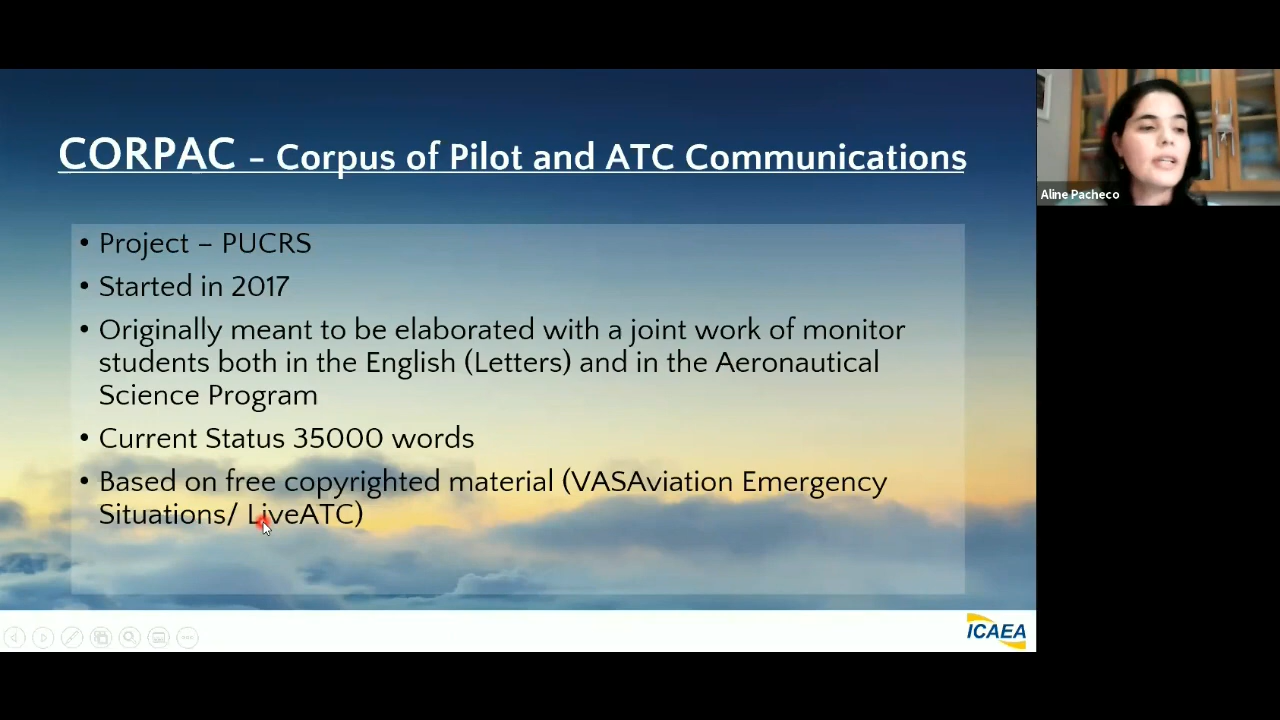 CORPAC – Corpus of Pilot and ATC Communications
• Project – PUCRS
• Started in 2017
• Originally meant to be elaborated with a joint work of monitor
students both in the English (Letters) and in the Aeronautical
Science Program
• Current Status 35000 words
• Based on free copyrighted material (VASAviation Emergency
Situations/ LiveATC)
Aline Pacheco
ICAEA